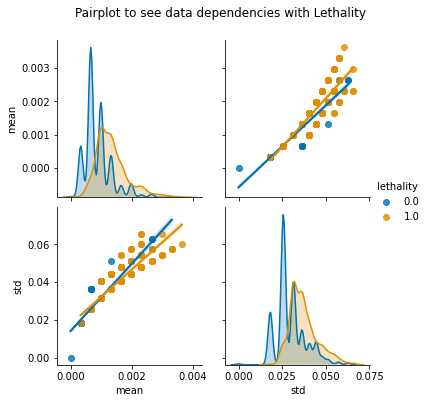 Pairplot to see data dependencies with Lethality
0.003
0.002
0.001
0.000
mean
lethality
0.0
1.0
0.06
0.04
0.02
0.00
std
0.000 0.002 0.004
mean
0.000 0.025 0.050 0.075
std